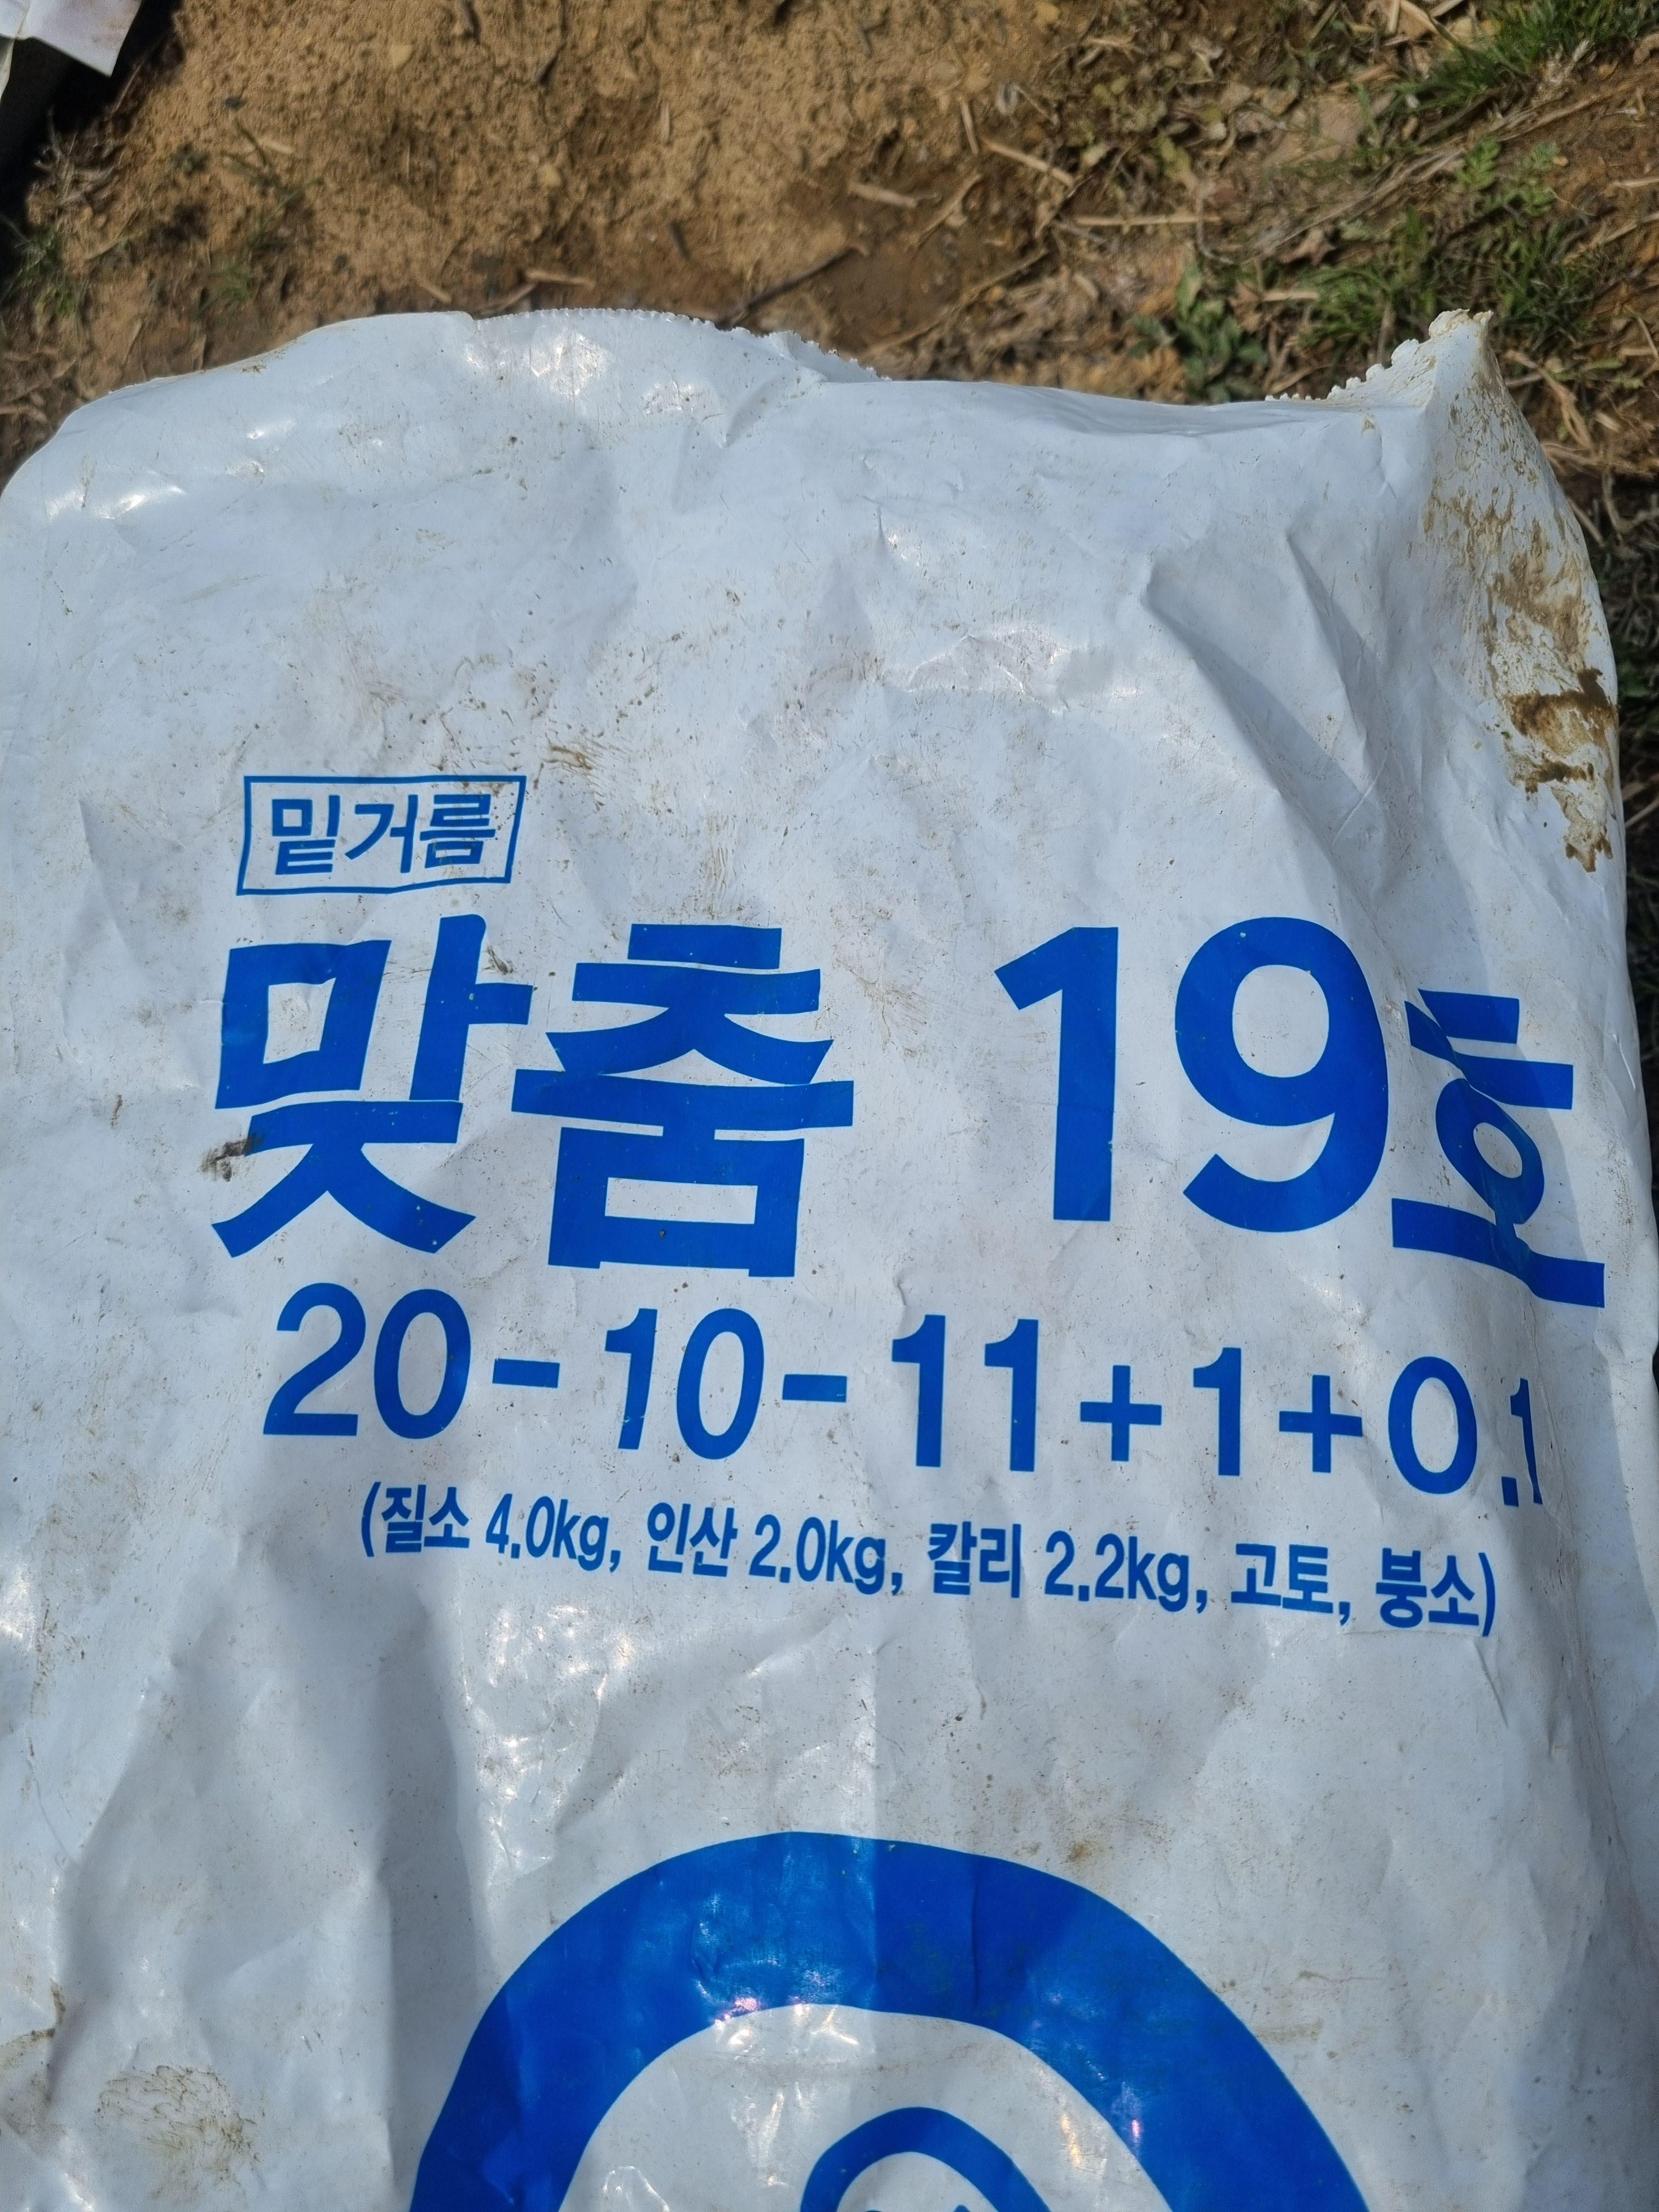 밑거름
맞춤 19호
20-10-11+1+0.1
(질소 4.0kg, 인산 2.0kg, 칼리 2.2kg, 고토, 붕소)